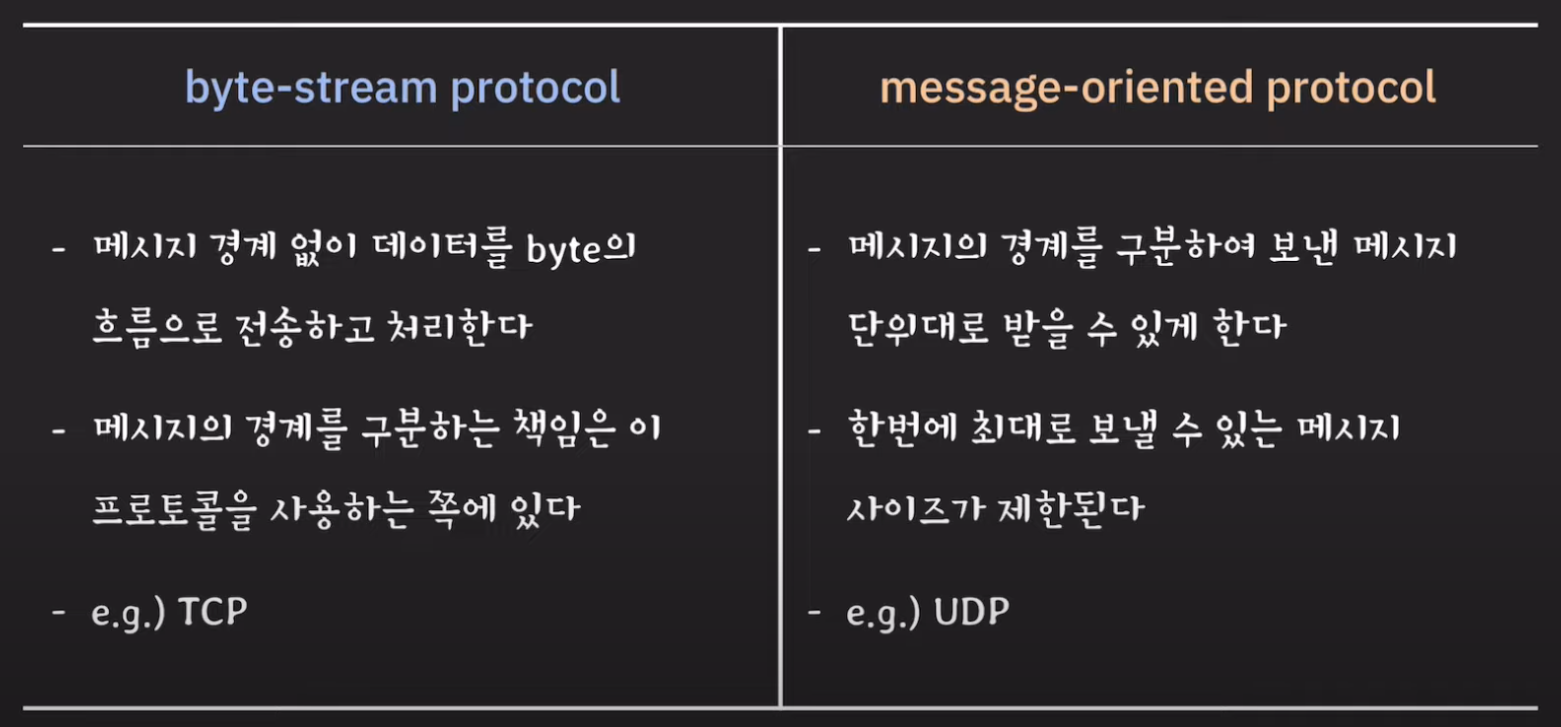 byte-stream protocol
메시지 경계 없이 데이터를 byte의
흐름으로 전송하고 처리한다
- 메시지의 경계를 구분하는 책임은 이
프로토콜을 사용하는 쪽에 있다
- e.g.) TCP
message-oriented protocol
- 메시지의 경계를 구분하여 보낸 메시지
단위대로 받을 수 있게 한다
- 한번에 최대로 보낼 수 있는 메시지
사이즈가 제한된다
- e.g.) UDP